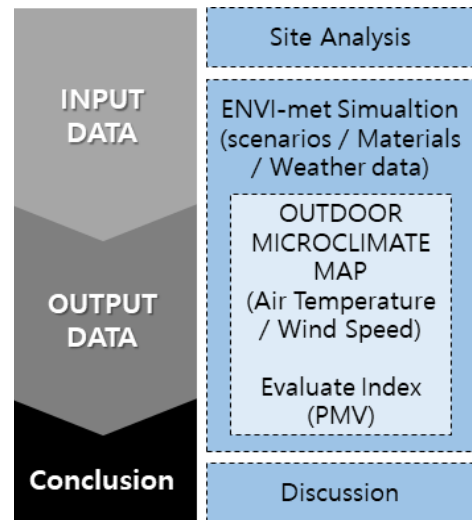 INPUT
DATA
OUTPUT
DATA
Conclusion
Site Analysis
ENVI-met Simualtion
(scenarios / Materials
/ Weather data)
OUTDOOR
MICROCLIMATE
MAP
(Air Temperature
/ Wind Speed)
Evaluate Index
(PMV)
Discussion